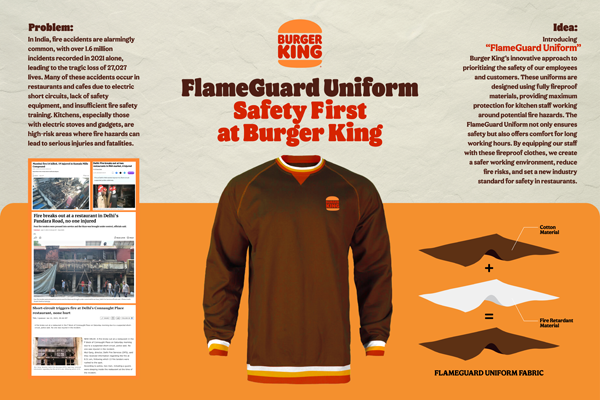 Problem:
In India, fire accidents are alarmingly
common, with over 1.6 million
incidents recorded in 2021 alone,
leading to the tragic loss of 27,027
lives. Many of these accidents occur in
restaurants and cafes due to electric
short circuits, lack of safety
equipment, and insufficient fire safety
training. Kitchens, especially those
with electric stoves and gadgets, are
high-risk areas where fire hazards can
lead to serious injuries and fatalities.
BURGER
KING
FlameGuard Uniform
Safety First
at Burger King
Idea:
Introducing
"FlameGuard Uniform"
Burger King's innovative approach to
prioritizing the safety of our employees
and customers. These uniforms are
designed using fully fireproof
materials, providing maximum
protection for kitchen staff working
around potential fire hazards. The
FlameGuard Uniform not only ensures
safety but also offers comfort for long
working hours. By equipping our staff
with these fireproof clothes, we create
a safer working environment, reduce
fire risks, and set a new industry
standard for safety in restaurants.
Fire breaks out at a restaurant in Delhi's
Pandara Road, no one injured
Short-circuit triggers fire at Delhi's Connaught Place
restaurant, none hurt
BURGER
KING
Cotton
Material
+
Fire Retardant
Material
=
FLAMEGUARD UNIFORM FABRIC